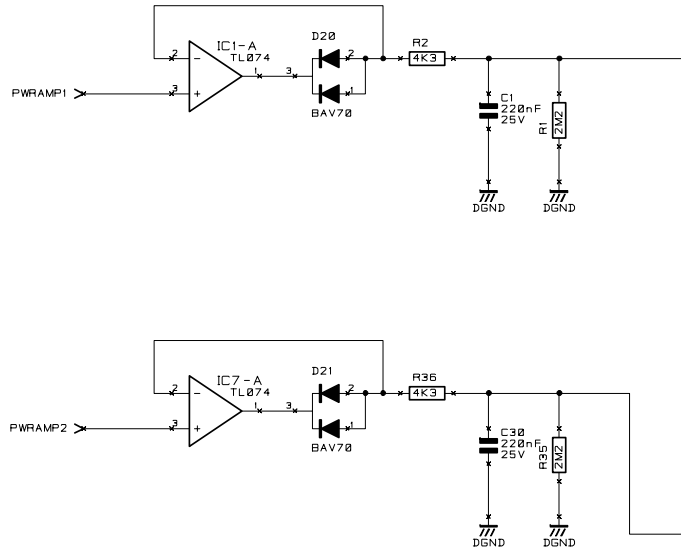 IC1-A
TL074
2
-
3
+
1
3
PWRAMP1
D20
2
1
BAV70
R2
4K3
C1
220nF
25V
R1
2M2
DGND
DGND
IC7-A
TL074
2
-
3
+
1
3
PWRAMP2
D21
2
1
BAV70
R36
4K3
C30
220nF
25V
R35
2M2
DGND
DGND